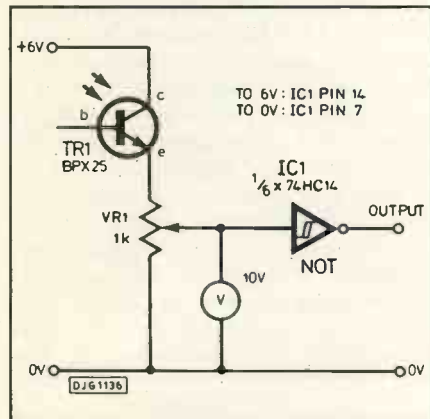 +6V
c
b
e
TR1
BPX25
TO 6V: IC1 PIN 14
TO 0V: IC1 PIN 7
IC1
1/6 x 74HC14
OUTPUT
NOT
VR1
1k
10V
V
0V
0V
DJG1136